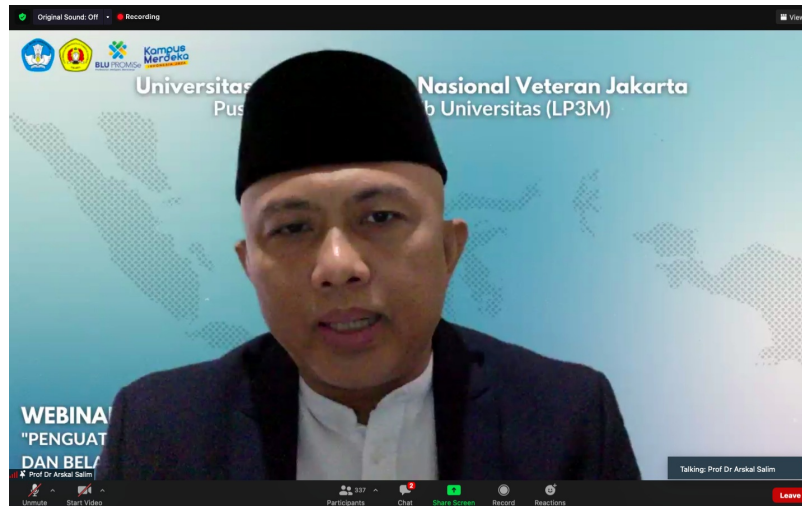 Original Sound: Off
Recording
View
BLU PROMISe
Kampus
Merdeka
INDONESIA JAYA
Universitas Nasional Veteran Jakarta
Pus b Universitas (LP3M)
WEBINA
"PENGUAT
DAN BELA
Prof Dr Arskal Salim
Talking: Prof Dr Arskal Salim
337
2
Unmute Start Video Participants Chat Share Screen Record Reactions Leave